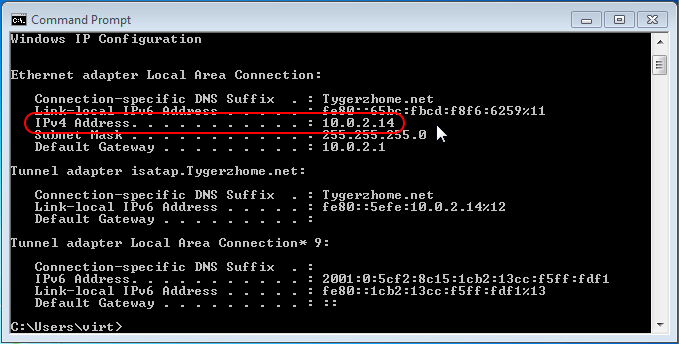 Command Prompt
Windows IP Configuration
Ethernet adapter Local Area Connection:
Connection-specific DNS Suffix . : Tygerzhome.net
Link-local IPv6 Address . . . . . : fe80::65bc:fbcd:f8f6:6259%11
IPv4 Address. . . . . . . . . . . : 10.0.2.14
Subnet Mask . . . . . . . . . . . : 255.255.255.0
Default Gateway . . . . . . . . . : 10.0.2.1
Tunnel adapter isatap.Tygerzhome.net:
Connection-specific DNS Suffix . : Tygerzhome.net
Link-local IPv6 Address . . . . . : fe80::5efe:10.0.2.14%12
Default Gateway . . . . . . . . . :
Tunnel adapter Local Area Connection* 9:
Connection-specific DNS Suffix . :
IPv6 Address. . . . . . . . . . . : 2001:0:5cf2:8c15:1cb2:13cc:f5ff:fdf1
Link-local IPv6 Address . . . . . : fe80::1cb2:13cc:f5ff:fdf1%13
Default Gateway . . . . . . . . . : ::
C:\Users\virt>